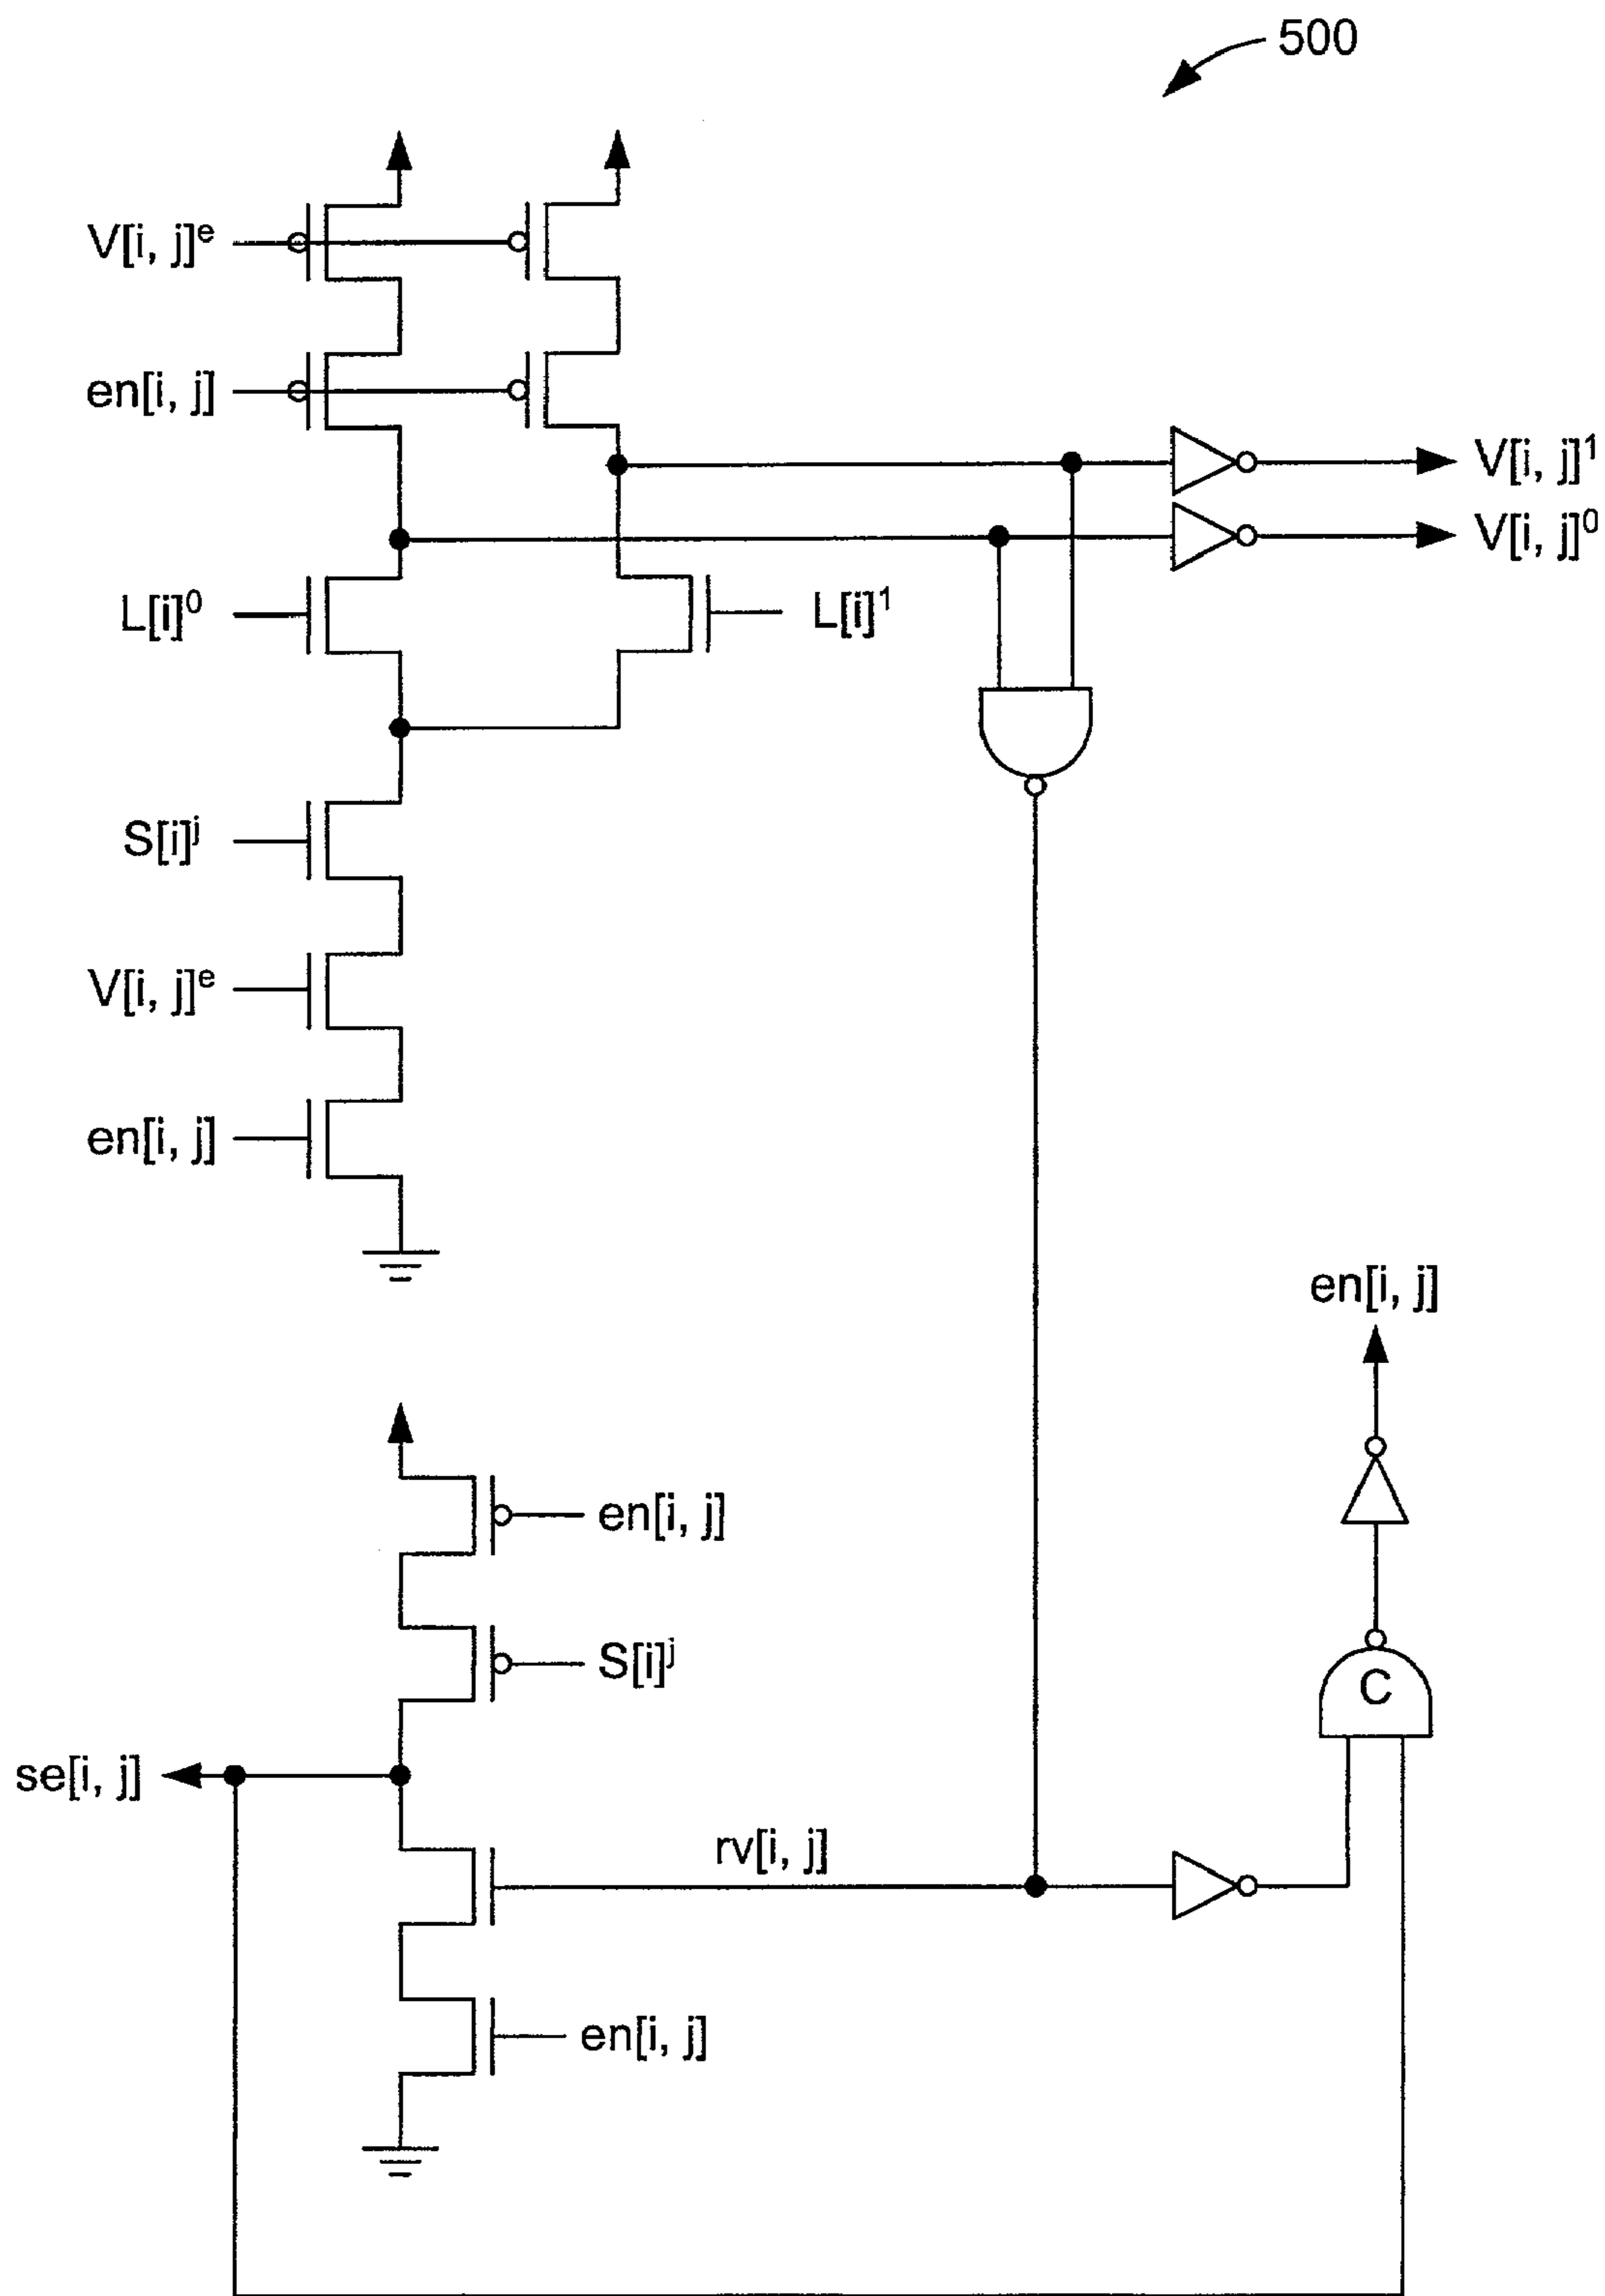 500
V[i, j]ᵉ
en[i, j]
V[i, j]¹
V[i, j]⁰
L[i]⁰
L[i]¹
S[i]ʲ
V[i, j]ᵉ
en[i, j]
en[i, j]
en[i, j]
S[i]ʲ
C
se[i, j]
rv[i, j]
en[i, j]